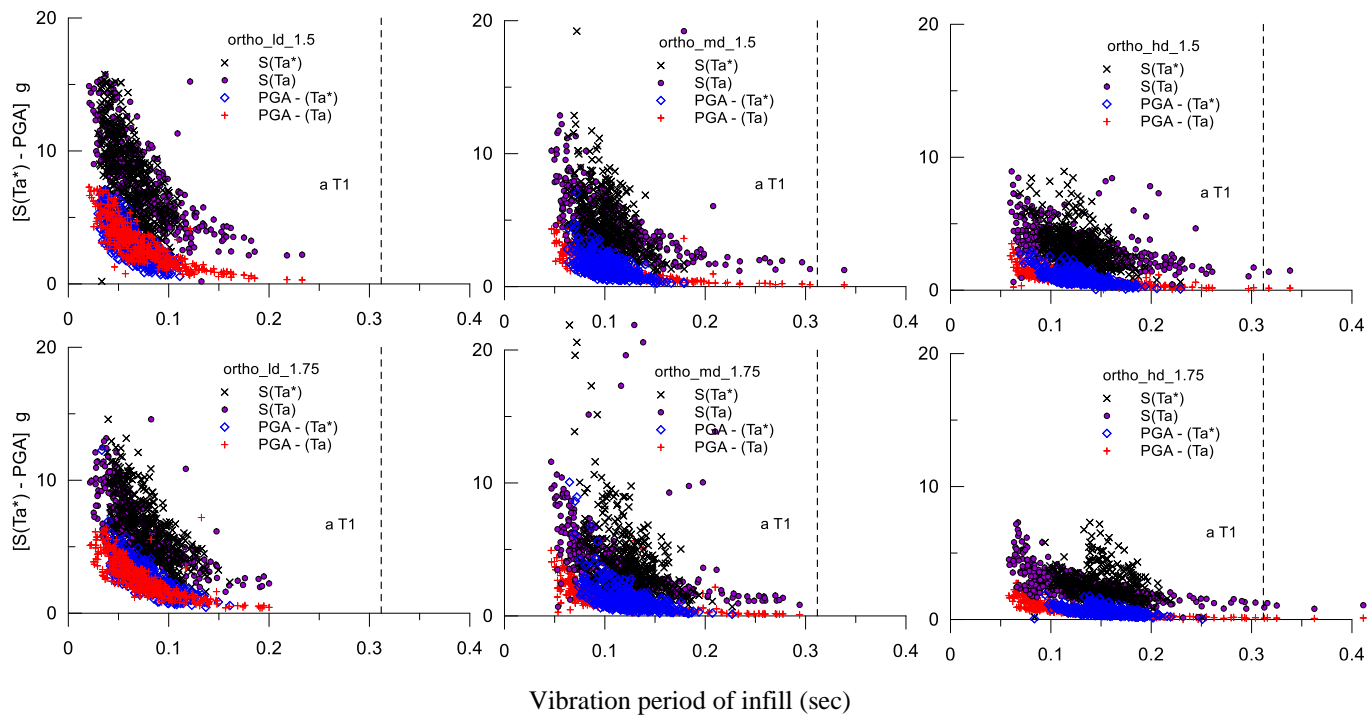 20
10
0
[S(Ta*) - PGA] g
ortho_ld_1.5
S(Ta*)
S(Ta)
PGA - (Ta*)
PGA - (Ta)
a T1
0 0.1 0.2 0.3 0.4
20
10
0
ortho_md_1.5
S(Ta*)
S(Ta)
PGA - (Ta*)
PGA - (Ta)
a T1
0 0.1 0.2 0.3 0.4
20
10
0
ortho_hd_1.5
S(Ta*)
S(Ta)
PGA - (Ta*)
PGA - (Ta)
a T1
0 0.1 0.2 0.3 0.4
20
10
0
[S(Ta*) - PGA] g
ortho_ld_1.75
S(Ta*)
S(Ta)
PGA - (Ta*)
PGA - (Ta)
a T1
0 0.1 0.2 0.3 0.4
20
10
0
ortho_md_1.75
S(Ta*)
S(Ta)
PGA - (Ta*)
PGA - (Ta)
a T1
0 0.1 0.2 0.3 0.4
20
10
0
ortho_hd_1.75
S(Ta*)
S(Ta)
PGA - (Ta*)
PGA - (Ta)
a T1
0 0.1 0.2 0.3 0.4
Vibration period of infill (sec)